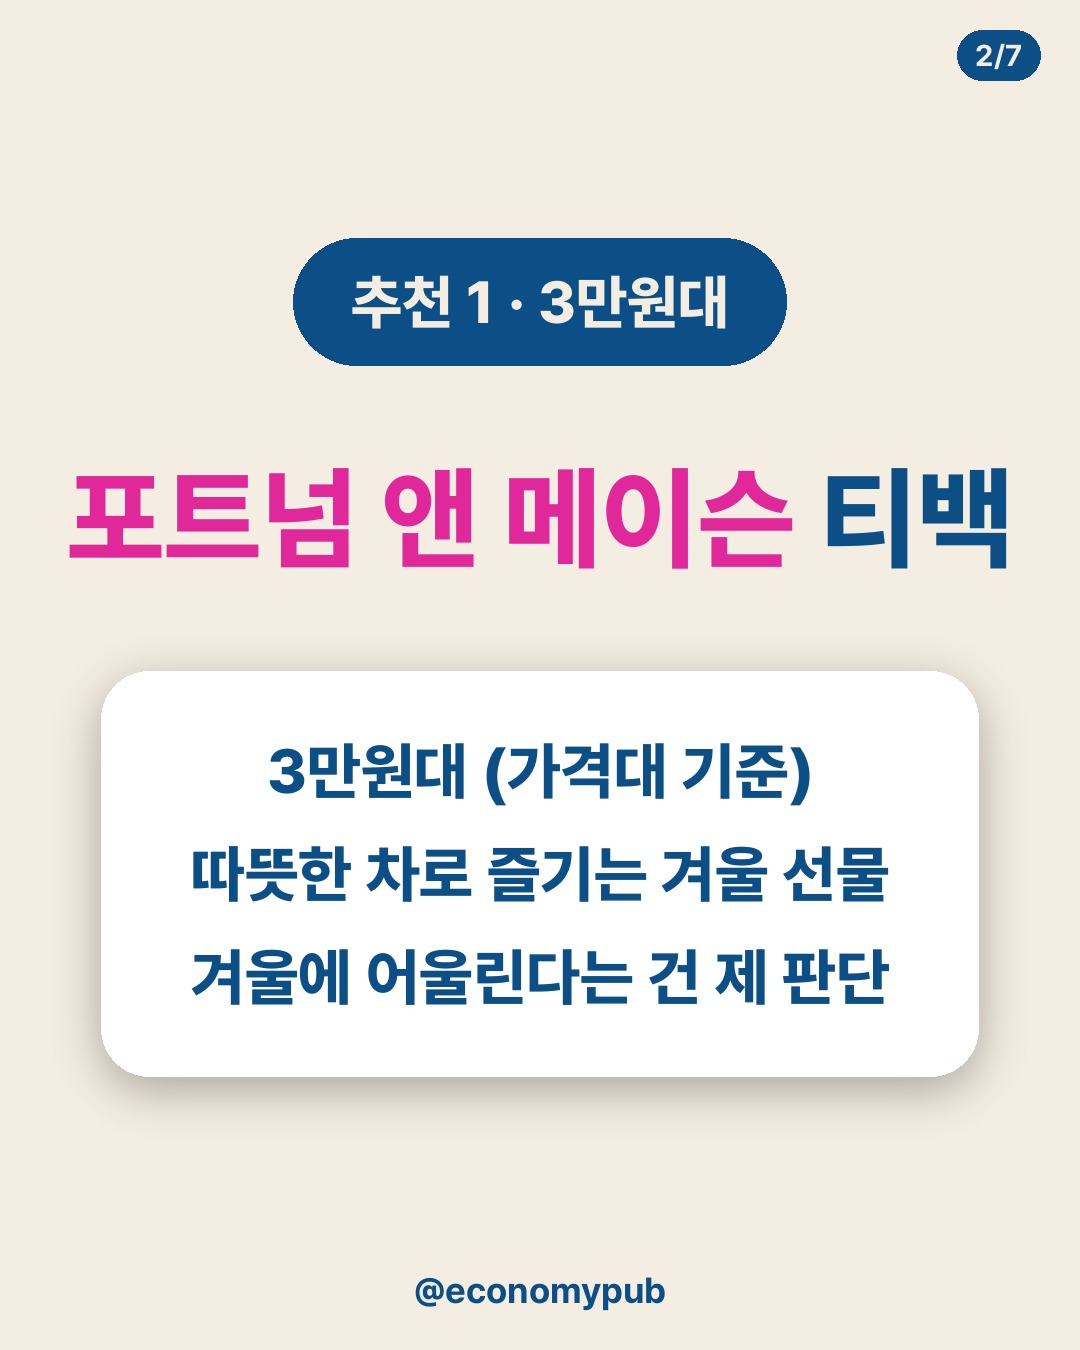 2/7
추천 1 · 3만원대
포트넘 앤 메이슨 티백
3만원대 (가격대 기준)
따뜻한 차로 즐기는 겨울 선물
겨울에 어울린다는 건 제 판단
@economypub